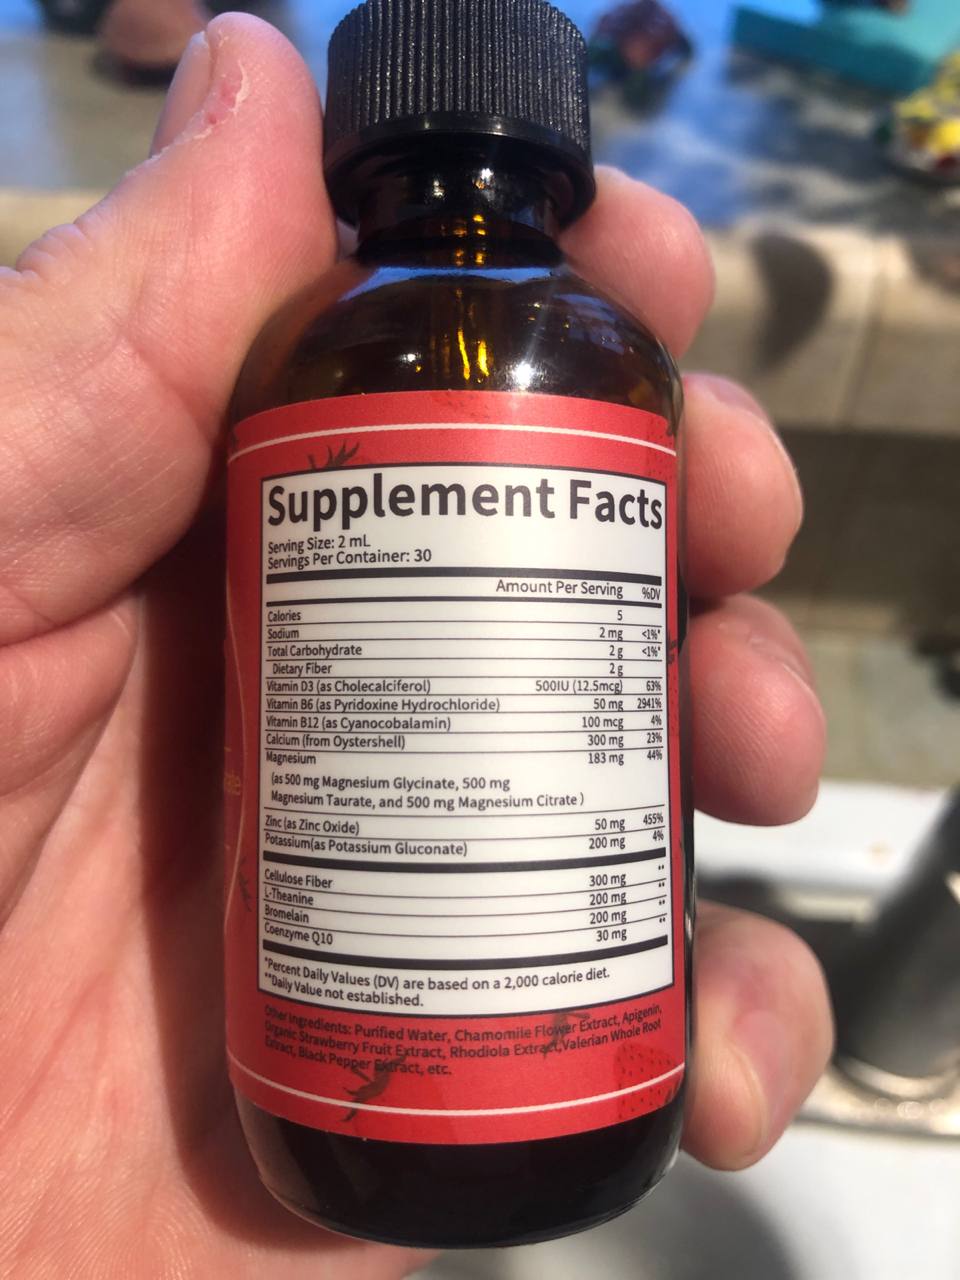 Supplement Facts
Serving Size: 2 mL
Servings Per Container: 30
Amount Per Serving %DV
Calories 5
Sodium 2 mg <1%*
Total Carbohydrate 2 g <1%*
Dietary Fiber 2 g
Vitamin D3 (as Cholecalciferol) 500IU (12.5mcg) 63%
Vitamin B6 (as Pyridoxine Hydrochloride) 50 mg 2941%
Vitamin B12 (as Cyanocobalamin) 100 mcg 4%
Calcium (from Oystershell) 300 mg 23%
Magnesium 183 mg 44%
(as 500 mg Magnesium Glycinate, 500 mg
Magnesium Taurate, and 500 mg Magnesium Citrate )
Zinc (as Zinc Oxide) 50 mg 455%
Potassium(as Potassium Gluconate) 200 mg 4%
Cellulose Fiber 300 mg **
L-Theanine 200 mg **
Bromelain 200 mg **
Coenzyme Q10 30 mg **
*Percent Daily Values (DV) are based on a 2,000 calorie diet.
**Daily Value not established.
Other Ingredients: Purified Water, Chamomile Flower Extract, Apigenin,
Organic Strawberry Fruit Extract, Rhodiola Extract,Valerian Whole Root
Extract, Black Pepper Extract, etc.